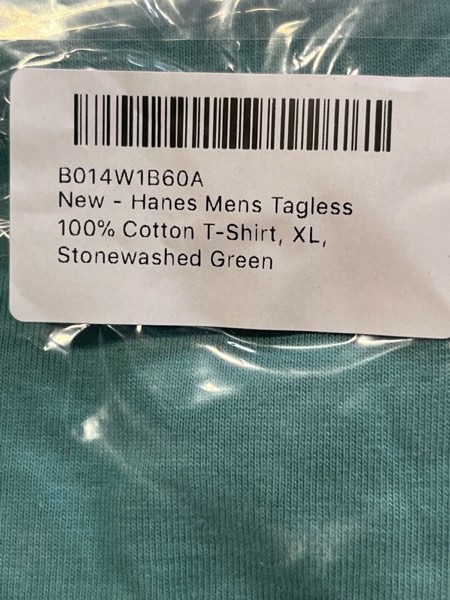 B014W1B60A
New - Hanes Mens Tagless
100% Cotton T-Shirt, XL,
Stonewashed Green